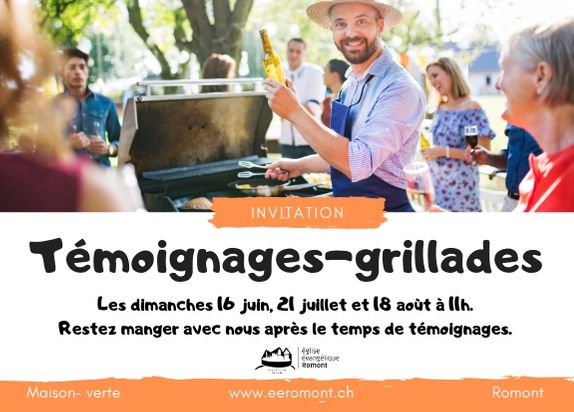 INVITATION
Témoignages-grillades
Les dimanches 16 juin, 21 juillet et 18 août à 11h.
Restez manger avec nous après le temps de témoignages.
église
évangélique
Romont
Maison- verte www.eeromont.ch Romont